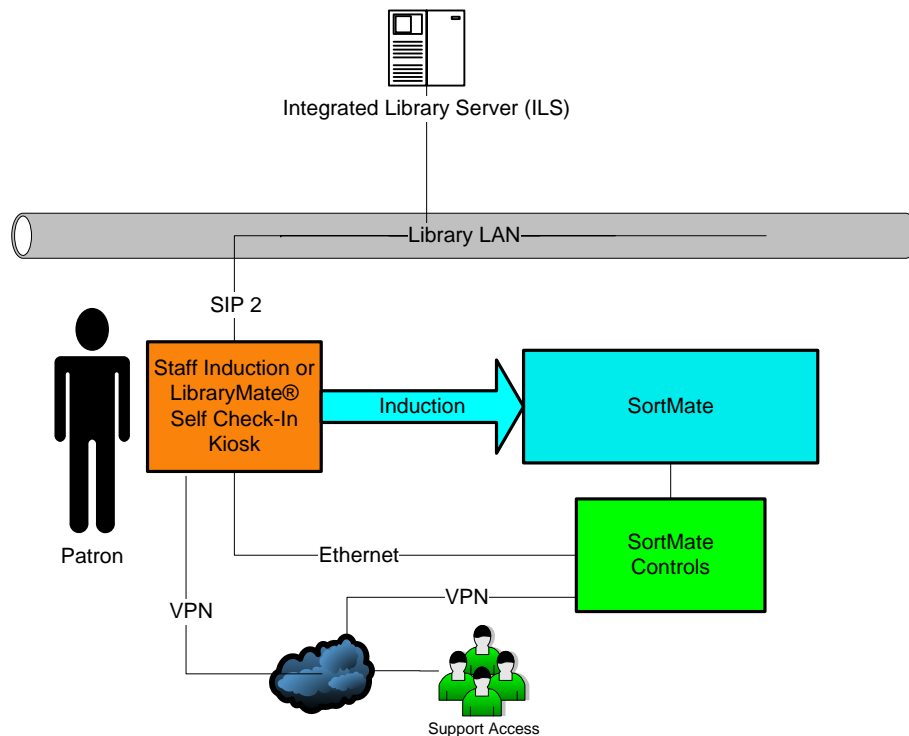 Integrated Library Server (ILS)
Library LAN
SIP 2
Staff Induction or
LibraryMate®
Self Check-In
Kiosk
Induction
SortMate
Patron
Ethernet
SortMate
Controls
VPN
VPN
Support Access